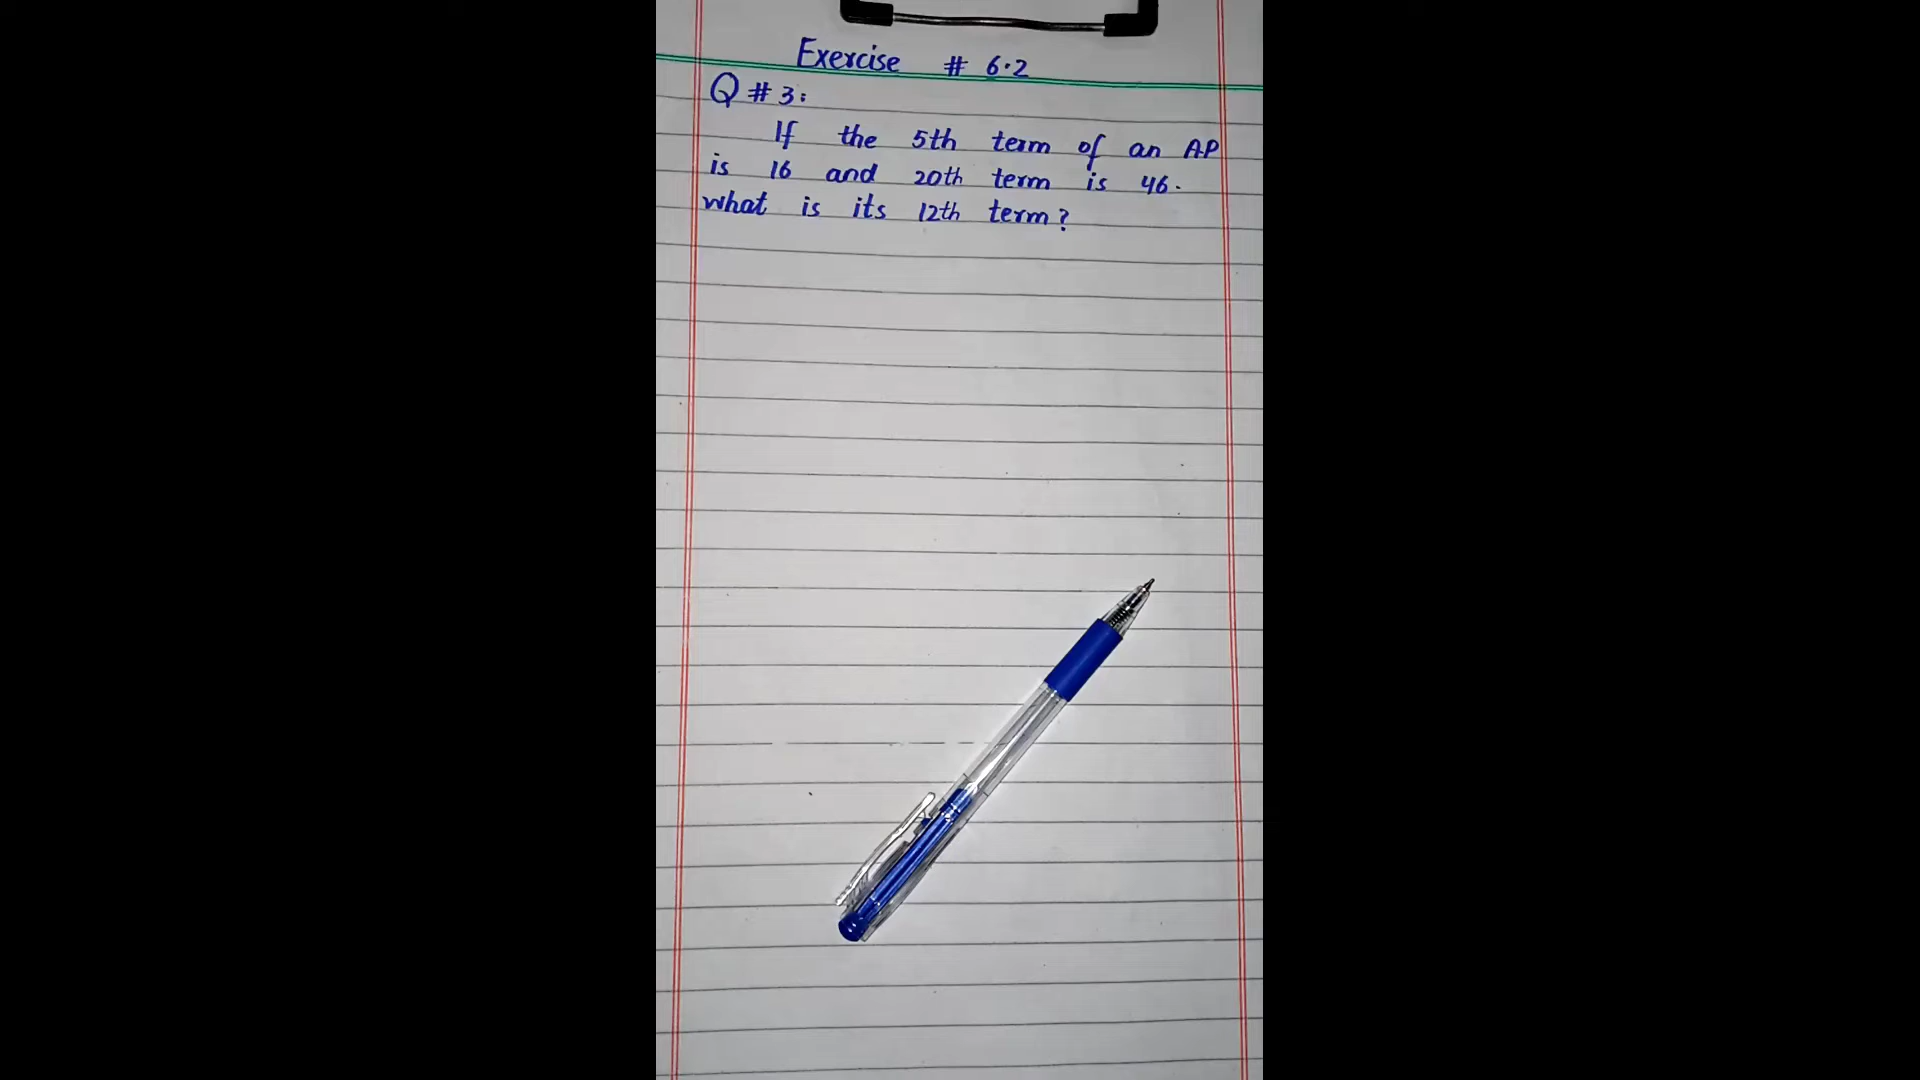 Exercise # 6.2
Q # 3:
If the 5th term of an A.P
is 16 and 20th term is 46.
what is its 12th term?